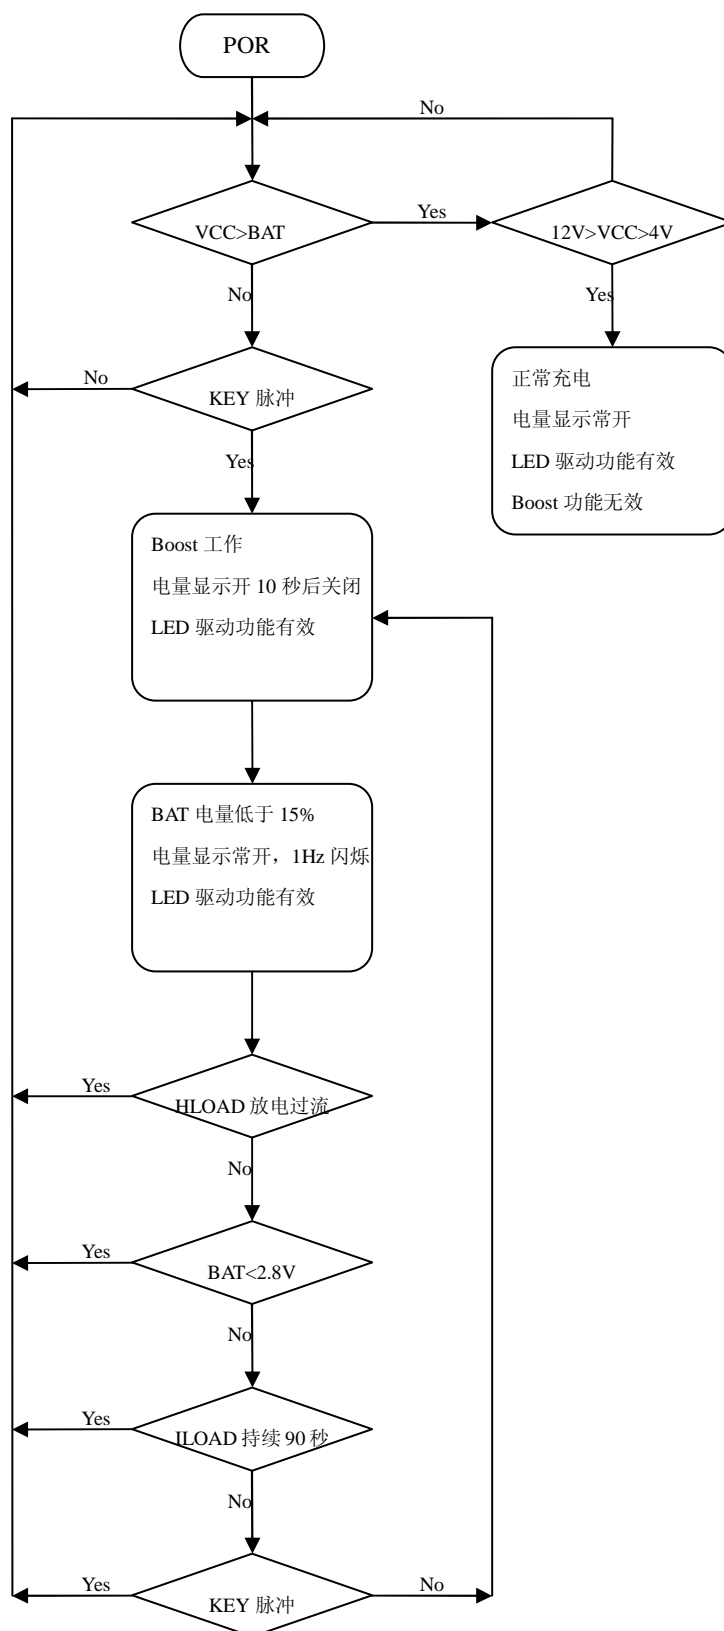 POR
No
VCC>BAT
Yes
12V>VCC>4V
No
Yes
No
KEY 脉冲
正常充电
电量显示常开
LED 驱动功能有效
Boost 功能无效
Yes
Boost 工作
电量显示开 10 秒后关闭
LED 驱动功能有效
BAT 电量低于 15%
电量显示常开，1Hz 闪烁
LED 驱动功能有效
Yes
HLOAD 放电过流
No
Yes
BAT<2.8V
No
Yes
ILOAD 持续 90 秒
No
Yes
KEY 脉冲
No